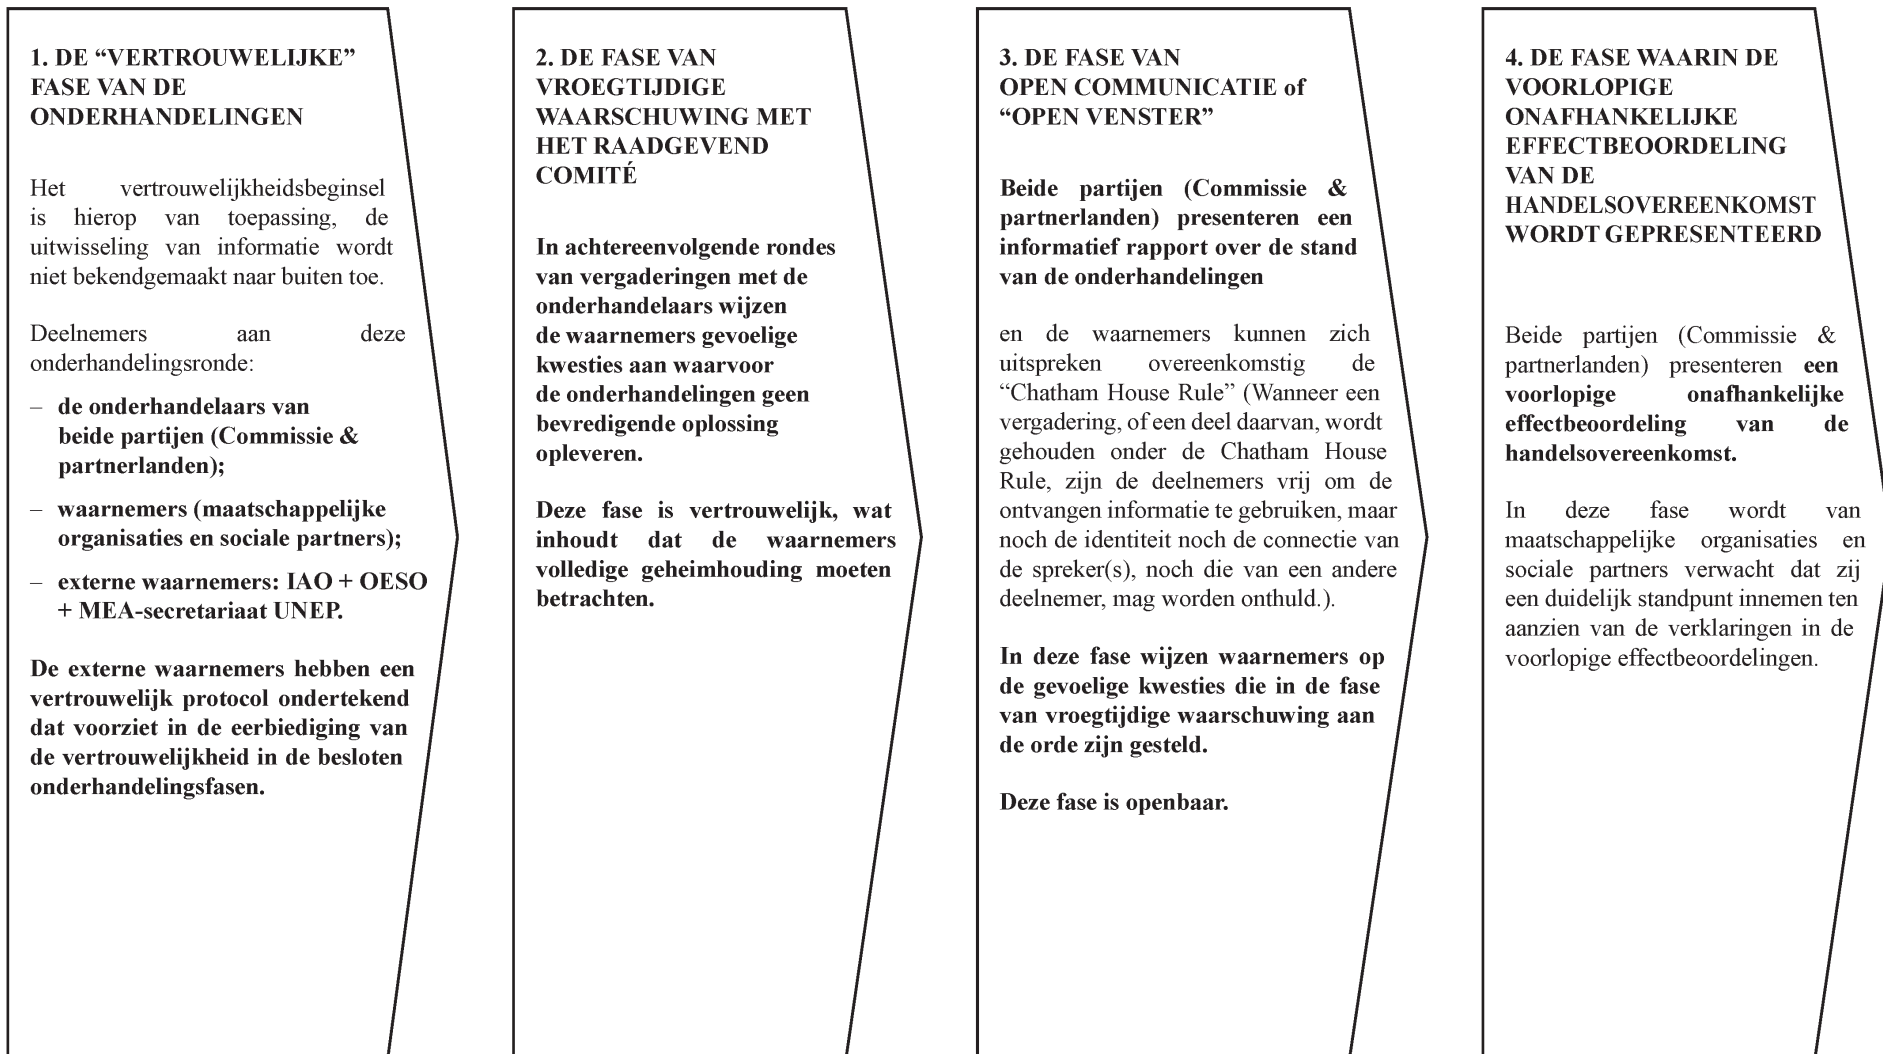 1. DE “VERTROUWELIJKE”
FASE VAN DE
ONDERHANDELINGEN
Het vertrouwelijkheidsbeginsel
is hierop van toepassing, de
uitwisseling van informatie wordt
niet bekendgemaakt naar buiten toe.
Deelnemers aan deze
onderhandelingsronde:
– de onderhandelaars van
beide partijen (Commissie &
partnerlanden);
– waarnemers (maatschappelijke
organisaties en sociale partners);
– externe waarnemers: IAO + OESO
+ MEA-secretariaat UNEP.
De externe waarnemers hebben een
vertrouwelijk protocol ondertekend
dat voorziet in de eerbiediging van
de vertrouwelijkheid in de besloten
onderhandelingsfasen.
2. DE FASE VAN
VROEGTIJDIGE
WAARSCHUWING MET
HET RAADGEVEND
COMITÉ
In achtereenvolgende rondes
van vergaderingen met de
onderhandelaars wijzen
de waarnemers gevoelige
kwesties aan waarvoor
de onderhandelingen geen
bevredigende oplossing
opleveren.
Deze fase is vertrouwelijk, wat
inhoudt dat de waarnemers
volledige geheimhouding moeten
betrachten.
3. DE FASE VAN
OPEN COMMUNICATIE of
“OPEN VENSTER”
Beide partijen (Commissie &
partnerlanden) presenteren een
informatief rapport over de stand
van de onderhandelingen
en de waarnemers kunnen zich
uitspreken overeenkomstig de
“Chatham House Rule” (Wanneer een
vergadering, of een deel daarvan, wordt
gehouden onder de Chatham House
Rule, zijn de deelnemers vrij om de
ontvangen informatie te gebruiken, maar
noch de identiteit noch de connectie van
de spreker(s), noch die van een andere
deelnemer, mag worden onthuld.).
In deze fase wijzen waarnemers op
de gevoelige kwesties die in de fase
van vroegtijdige waarschuwing aan
de orde zijn gesteld.
Deze fase is openbaar.
4. DE FASE WAARIN DE
VOORLOPIGE
ONAFHANKELIJKE
EFFECTBEOORDELING
VAN DE
HANDELSOVEREENKOMST
WORDT GEPRESENTEERD
Beide partijen (Commissie &
partnerlanden) presenteren een
voorlopige onafhankelijke
effectbeoordeling van de
handelsovereenkomst.
In deze fase wordt van
maatschappelijke organisaties en
sociale partners verwacht dat zij
een duidelijk standpunt innemen ten
aanzien van de verklaringen in de
voorlopige effectbeoordelingen.